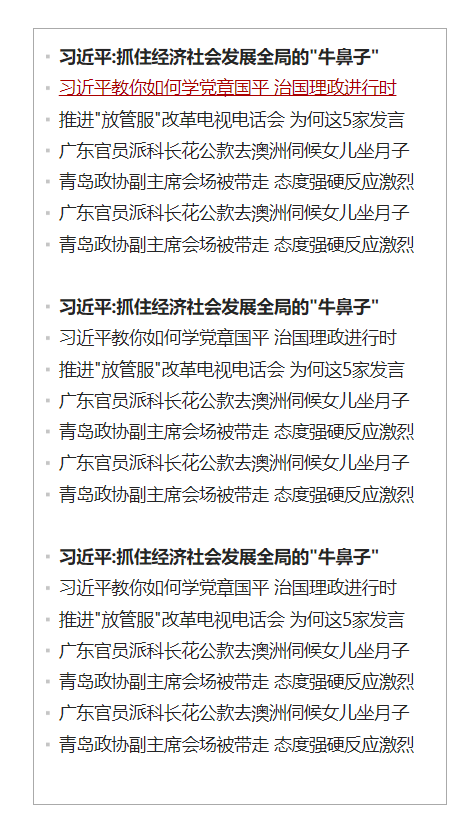 习近平:抓住经济社会发展全局的"牛鼻子"
习近平教你如何学党章国平 治国理政进行时
推进"放管服"改革电视电话会 为何这5家发言
广东官员派科长花公款去澳洲伺候女儿坐月子
青岛政协副主席会场被带走 态度强硬反应激烈
广东官员派科长花公款去澳洲伺候女儿坐月子
青岛政协副主席会场被带走 态度强硬反应激烈
习近平:抓住经济社会发展全局的"牛鼻子"
习近平教你如何学党章国平 治国理政进行时
推进"放管服"改革电视电话会 为何这5家发言
广东官员派科长花公款去澳洲伺候女儿坐月子
青岛政协副主席会场被带走 态度强硬反应激烈
广东官员派科长花公款去澳洲伺候女儿坐月子
青岛政协副主席会场被带走 态度强硬反应激烈
习近平:抓住经济社会发展全局的"牛鼻子"
习近平教你如何学党章国平 治国理政进行时
推进"放管服"改革电视电话会 为何这5家发言
广东官员派科长花公款去澳洲伺候女儿坐月子
青岛政协副主席会场被带走 态度强硬反应激烈
广东官员派科长花公款去澳洲伺候女儿坐月子
青岛政协副主席会场被带走 态度强硬反应激烈